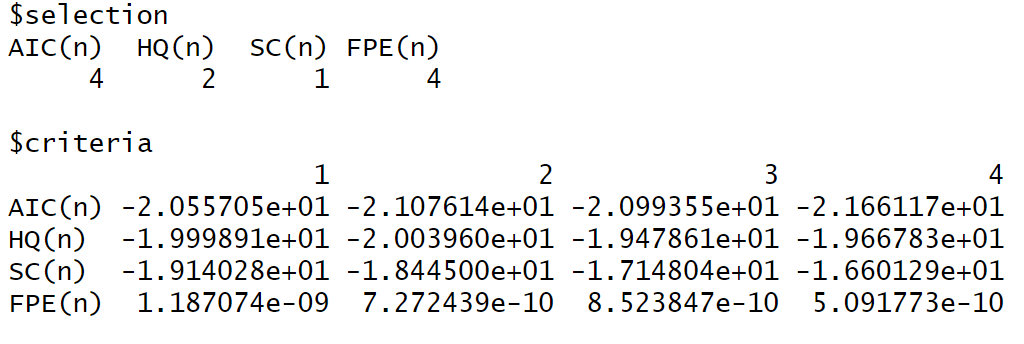 $selection
AIC(n) HQ(n) SC(n) FPE(n)
4 2 1 4
$criteria
1 2 3 4
AIC(n) -2.055705e+01 -2.107614e+01 -2.099355e+01 -2.166117e+01
HQ(n) -1.999891e+01 -2.003960e+01 -1.947861e+01 -1.966783e+01
SC(n) -1.914028e+01 -1.844500e+01 -1.714804e+01 -1.660129e+01
FPE(n) 1.187074e-09 7.272439e-10 8.523847e-10 5.091773e-10